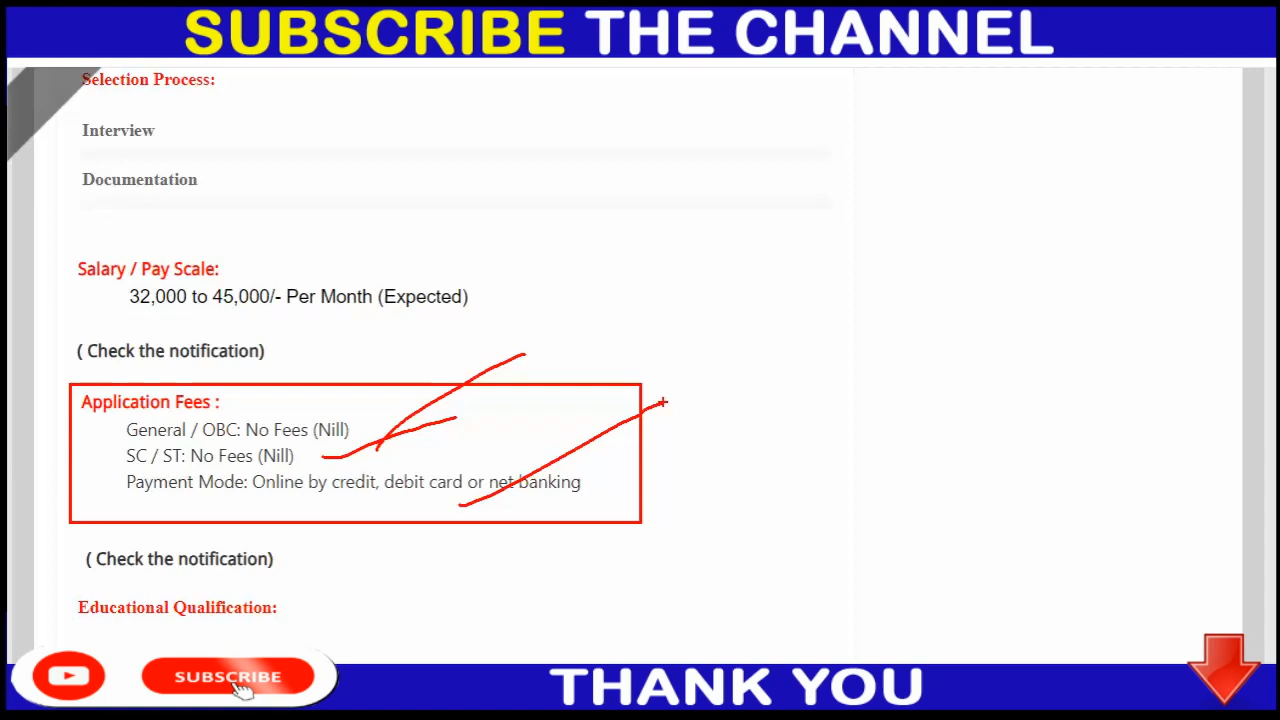 SUBSCRIBE THE CHANNEL
Selection Process:
Interview
Documentation
Salary / Pay Scale:
32,000 to 45,000/- Per Month (Expected)
( Check the notification)
Application Fees :
General / OBC: No Fees (Nill)
SC / ST: No Fees (Nill)
Payment Mode: Online by credit, debit card or net banking
( Check the notification)
Educational Qualification:
SUBSCRIBE
THANK YOU